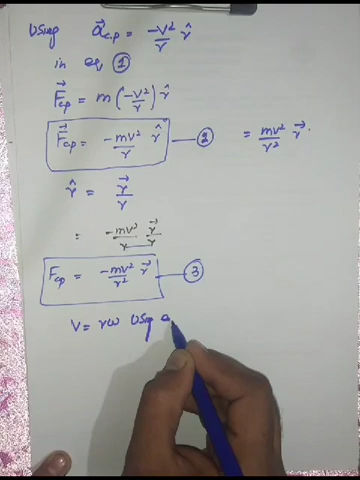 Using a⃗c.p = -v²/r r̂
in eq ①
F⃗cp = m(-v²/r) r̂
F⃗cp = -mv²/r r̂ — ②
= mv²/r² r⃗.
r̂ = r⃗/r
= -mv²/r r⃗/r
Fcp = -mv²/r² r⃗ — ③
V = rω Using